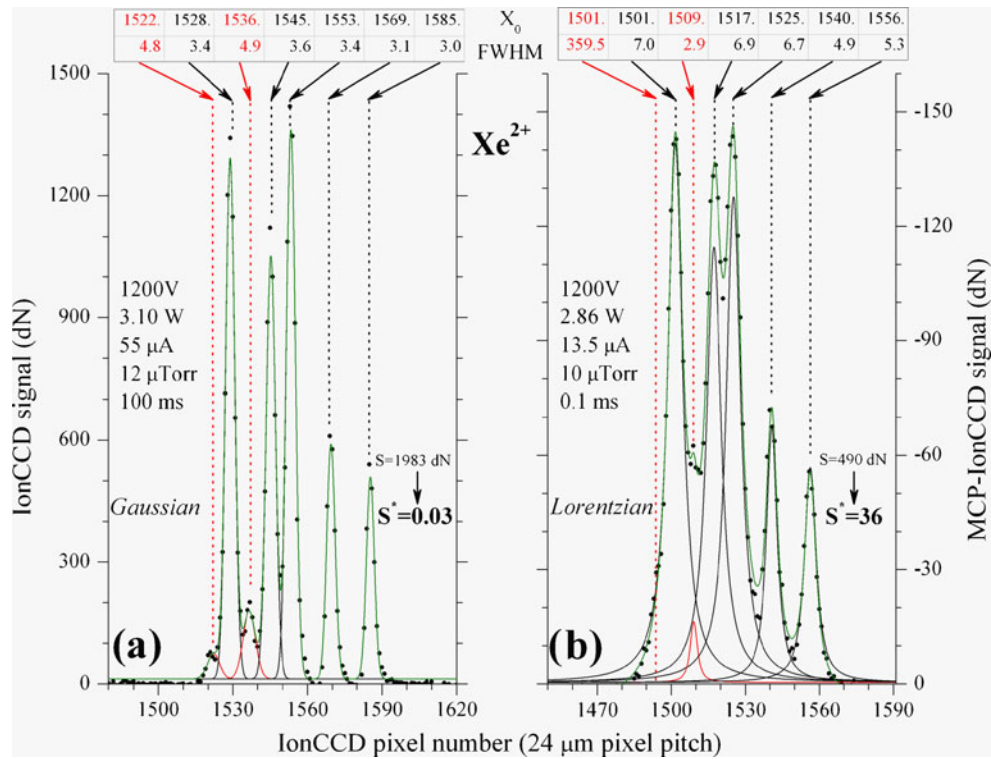 1522. 1528. 1536. 1545. 1553. 1569. 1585. X0 1501. 1501. 1509. 1517. 1525. 1540. 1556.
4.8 3.4 4.9 3.6 3.4 3.1 3.0 FWHM 359.5 7.0 2.9 6.9 6.7 4.9 5.3
Xe2+
1500
1200
900
600
300
0
IonCCD signal (dN)
1200V
3.10 W
55 μA
12 μTorr
100 ms
Gaussian
S=1983 dN
S*=0.03
(a)
1500 1530 1560 1590 1620
1200V
2.86 W
13.5 μA
10 μTorr
0.1 ms
Lorentzian
S=490 dN
S*=36
(b)
1470 1500 1530 1560 1590
-150
-120
-90
-60
-30
0
MCP-IonCCD signal (dN)
IonCCD pixel number (24 μm pixel pitch)